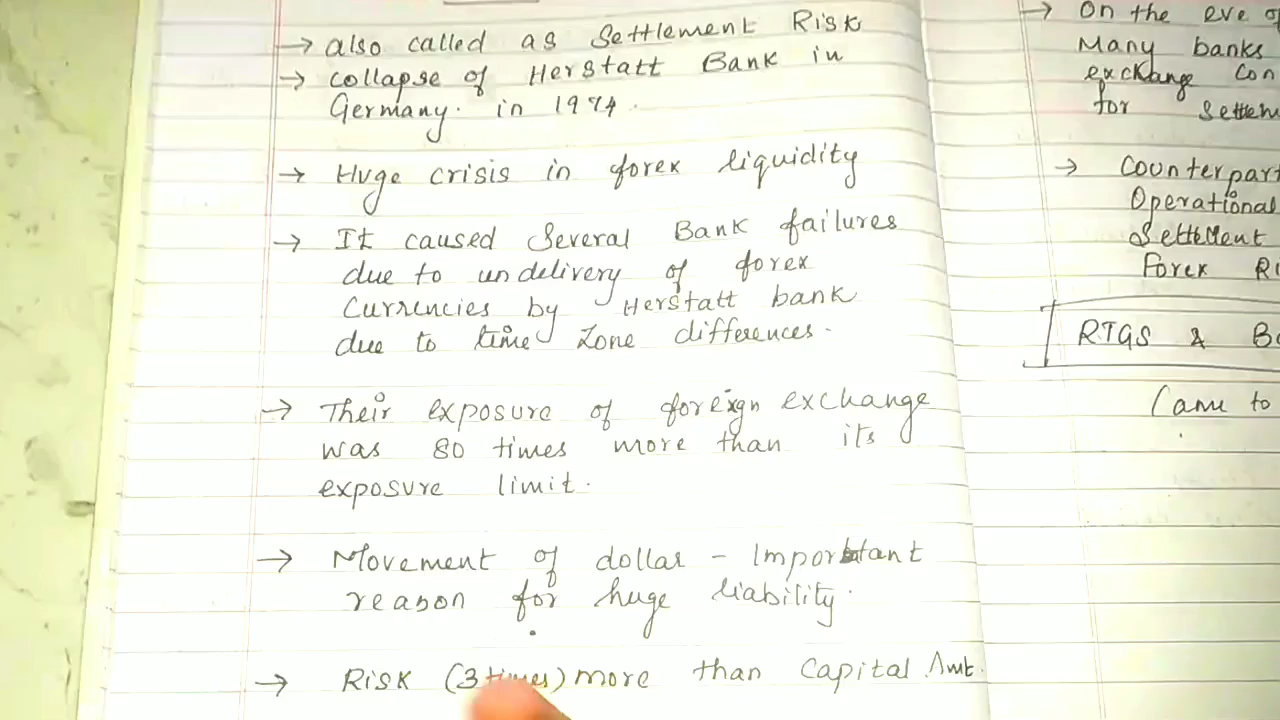 → also called as Settlement Risk
→ collapse of Herstatt Bank in
Germany. in 1974.
→ Huge crisis in forex liquidity
→ It caused Several Bank failures
due to undelivery of forex
Currencies by Herstatt bank
due to time Zone differences.
→ Their exposure of foreign exchange
was 80 times more than its
exposure limit.
→ Movement of dollar - Important
reason for huge liability.
→ Risk (3 times) more than Capital Amt.
→ On the eve of
Many banks
exchange Con
for Settlem
→ Counterpart
Operational
Settlement
Forex Ri
RTGS & B
Came to